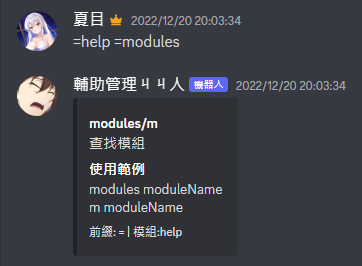 夏目 2022/12/20 20:03:34
=help =modules
輔助管理ㄐㄐ人 機器人 2022/12/20 20:03:34
modules/m
查找模組
使用範例
modules moduleName
m moduleName
前綴: = | 模組:help